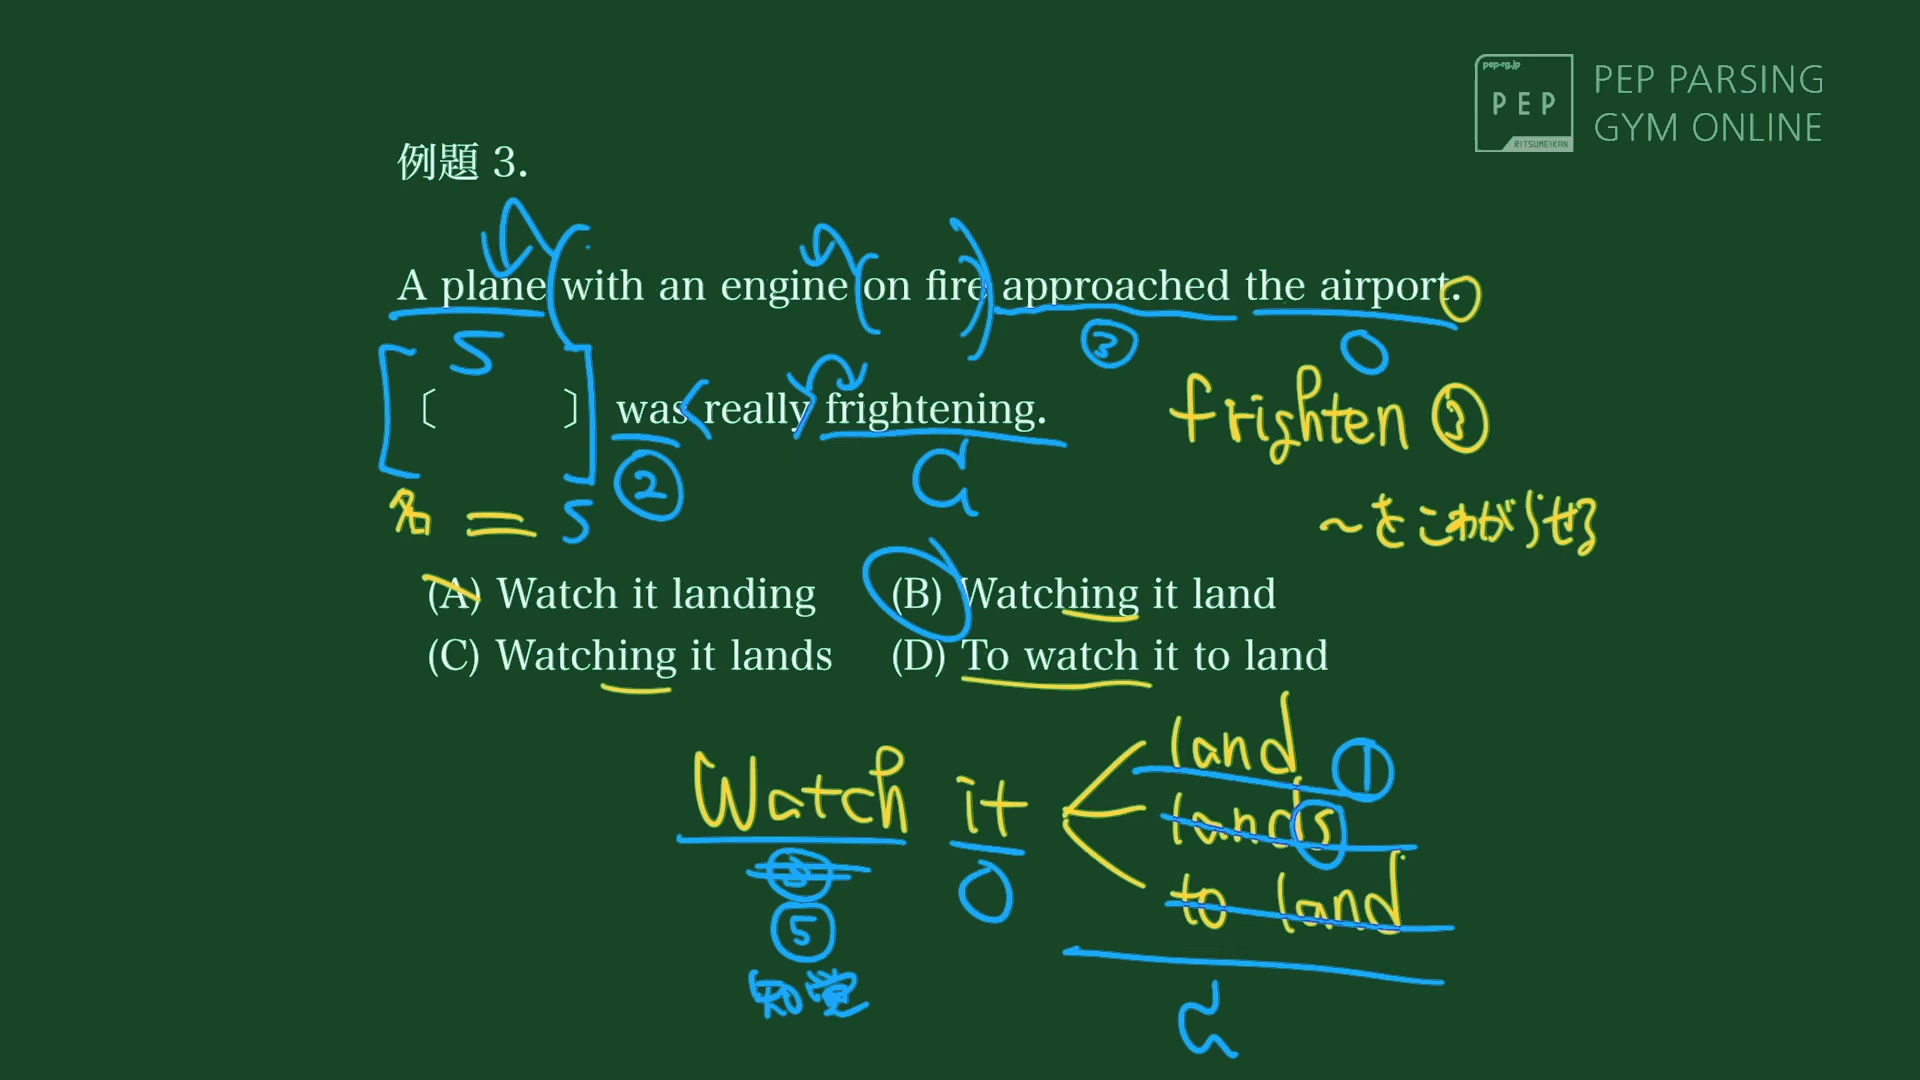 pep-rg.jp
PEP
RITSUMEIKAN
PEP PARSING
GYM ONLINE
例題 3.
A plane with an engine on fire approached the airport.
S ③ O
〔 〕 was really frightening.
frighten ③
名 = S ② C
〜をこわがらせる
(A) Watch it landing (B) Watching it land
(C) Watching it lands (D) To watch it to land
Watch it land ①
lands
to land
⑤ O C
知覚